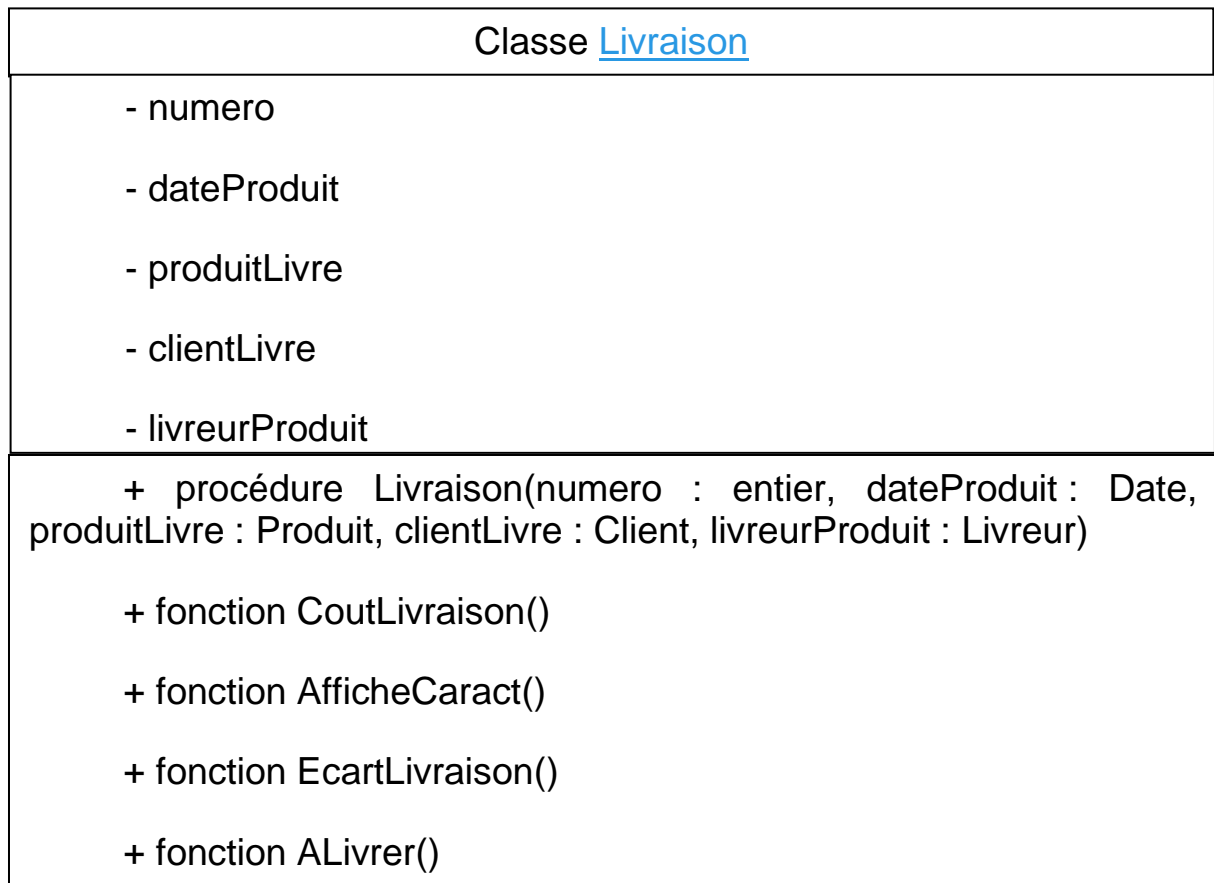 Classe Livraison
- numero
- dateProduit
- produitLivre
- clientLivre
- livreurProduit
+ procédure Livraison(numero : entier, dateProduit : Date,
produitLivre : Produit, clientLivre : Client, livreurProduit : Livreur)
+ fonction CoutLivraison()
+ fonction AfficheCaract()
+ fonction EcartLivraison()
+ fonction ALivrer()